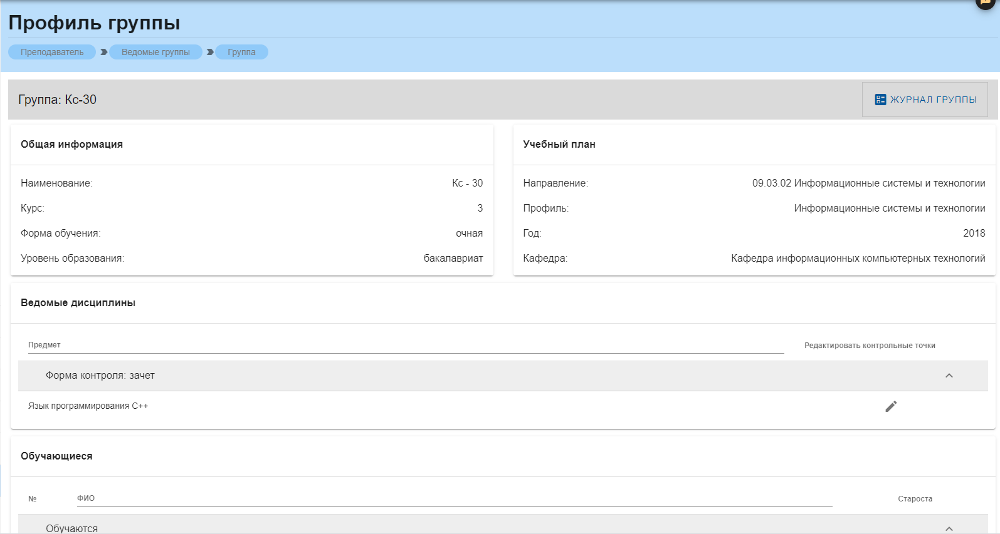 Профиль группы
Преподаватель
Ведомые группы
Группа
Группа: Кс-30
ЖУРНАЛ ГРУППЫ
Общая информация
Наименование: Кс - 30
Курс: 3
Форма обучения: очная
Уровень образования: бакалавриат
Учебный план
Направление: 09.03.02 Информационные системы и технологии
Профиль: Информационные системы и технологии
Год: 2018
Кафедра: Кафедра информационных компьютерных технологий
Ведомые дисциплины
Предмет Редактировать контрольные точки
Форма контроля: зачет
Язык программирования С++
Обучающиеся
№ ФИО Староста
Обучаются